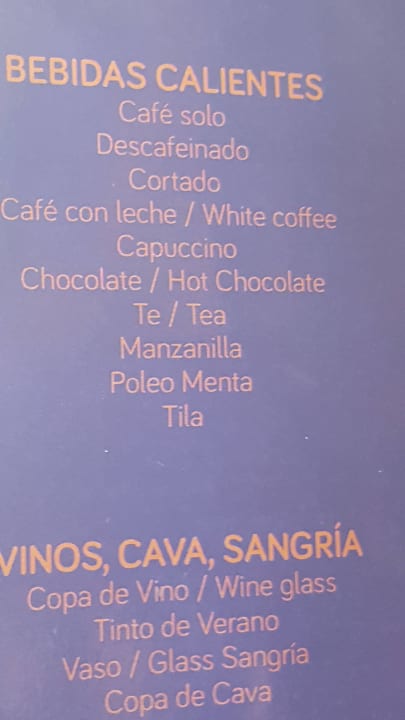 BEBIDAS CALIENTES
Café solo
Descafeinado
Cortado
Café con leche / White coffee
Capuccino
Chocolate / Hot Chocolate
Te / Tea
Manzanilla
Poleo Menta
Tila
VINOS, CAVA, SANGRÍA
Copa de Vino / Wine glass
Tinto de Verano
Vaso / Glass Sangría
Copa de Cava